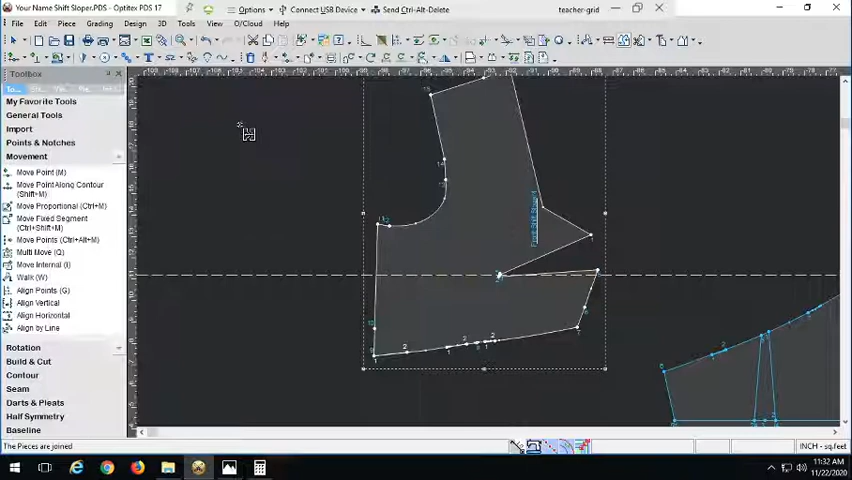 Your Name Shift Sloper.PDS - Optitex PDS 17
Options
Connect USB Device
Send Ctrl-Alt-Delete
teacher-grid
File Edit Piece Grading Design 3D Tools View O/Cloud Help
Toolbox
My Favorite Tools
General Tools
Import
Points & Notches
Movement
Move Point (M)
Move Point Along Contour
(Shift+M)
Move Proportional (Ctrl+M)
Move Fixed Segment
(Ctrl+Shift+M)
Move Points (Ctrl+Alt+M)
Multi Move (Q)
Move Internal (I)
Walk (W)
Align Points (G)
Align Vertical
Align Horizontal
Align by Line
Rotation
Build & Cut
Contour
Seam
Darts & Pleats
Half Symmetry
Baseline
The Pieces are joined
INCH - sq.feet
11:32 AM
11/22/2020